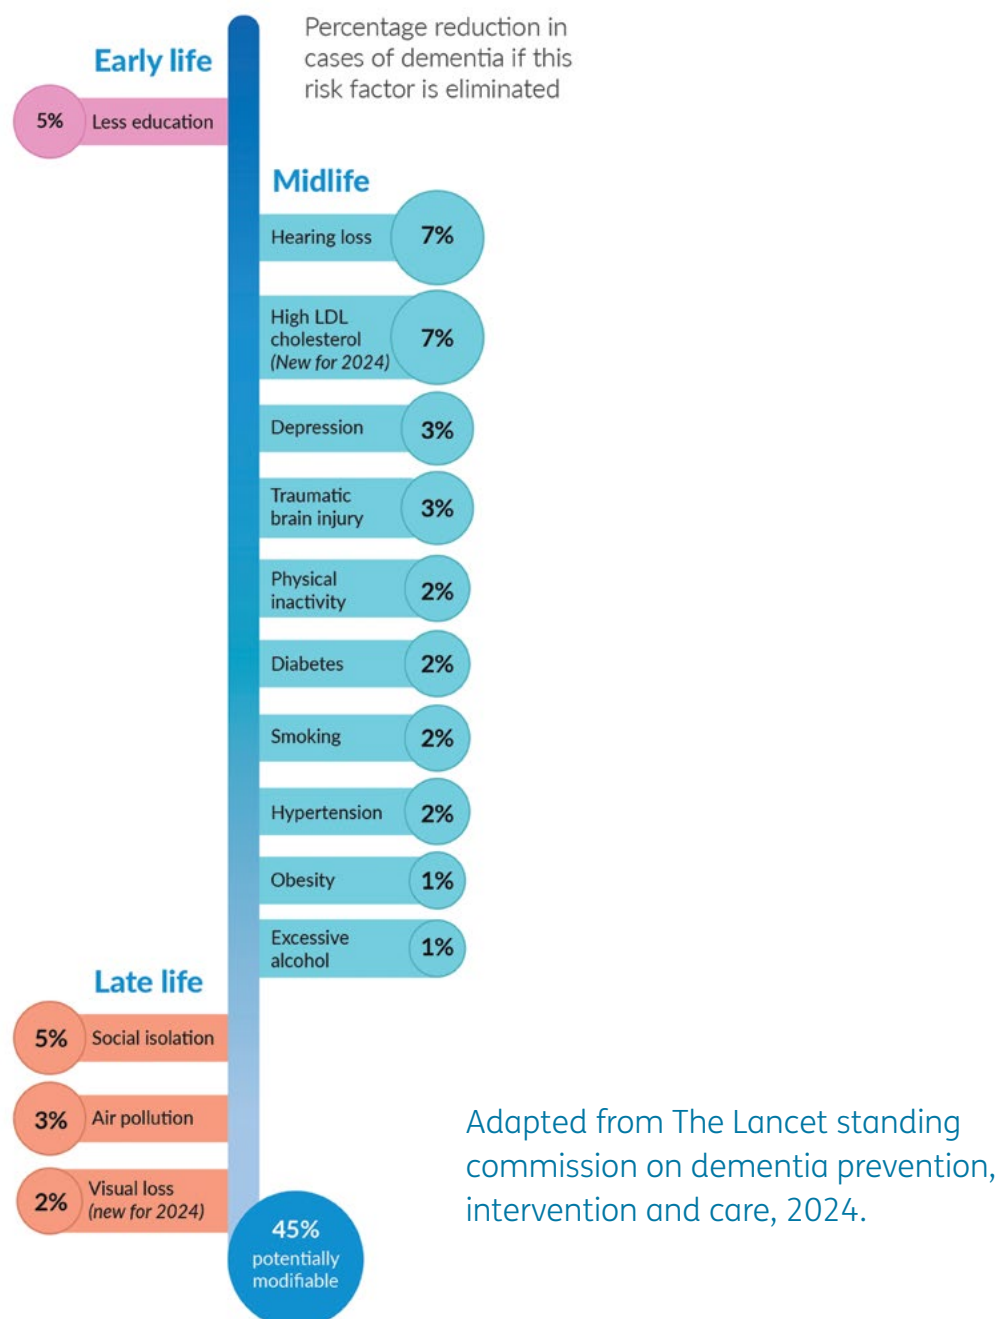 Percentage reduction in
cases of dementia if this
risk factor is eliminated
Early life
5% Less education
Midlife
Hearing loss 7%
High LDL
cholesterol
(New for 2024)
7%
Depression 3%
Traumatic
brain injury
3%
Physical
inactivity
2%
Diabetes 2%
Smoking 2%
Hypertension 2%
Obesity 1%
Excessive
alcohol
1%
Late life
5% Social isolation
3% Air pollution
2%
Visual loss
(new for 2024)
45%
potentially
modifiable
Adapted from The Lancet standing
commission on dementia prevention,
intervention and care, 2024.